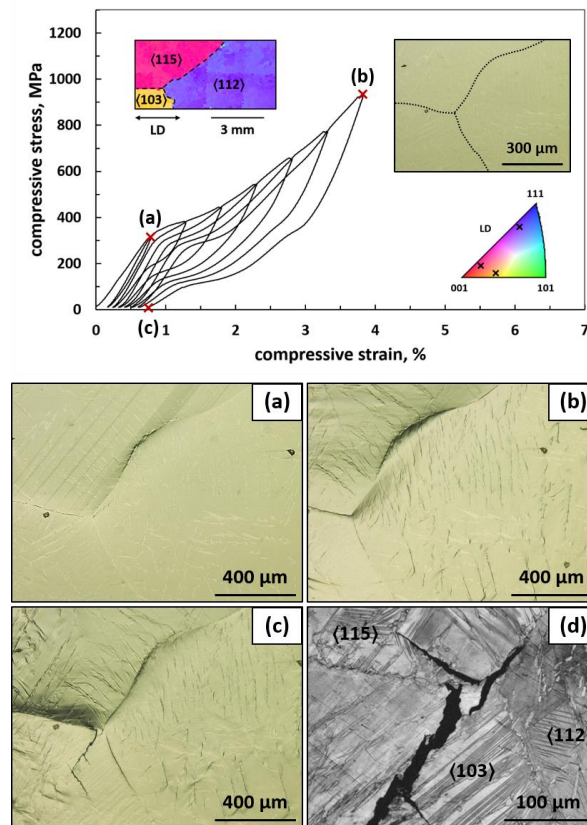 1200
1000
800
600
400
200
0
compressive stress, MPa
0 1 2 3 4 5 6 7
compressive strain, %
⟨115⟩
⟨112⟩
⟨103⟩
LD
3 mm
(a)
(b)
(c)
300 µm
LD
111
001
101
(a)
400 µm
(b)
400 µm
(c)
400 µm
(d)
⟨115⟩
⟨112⟩
⟨103⟩
100 µm